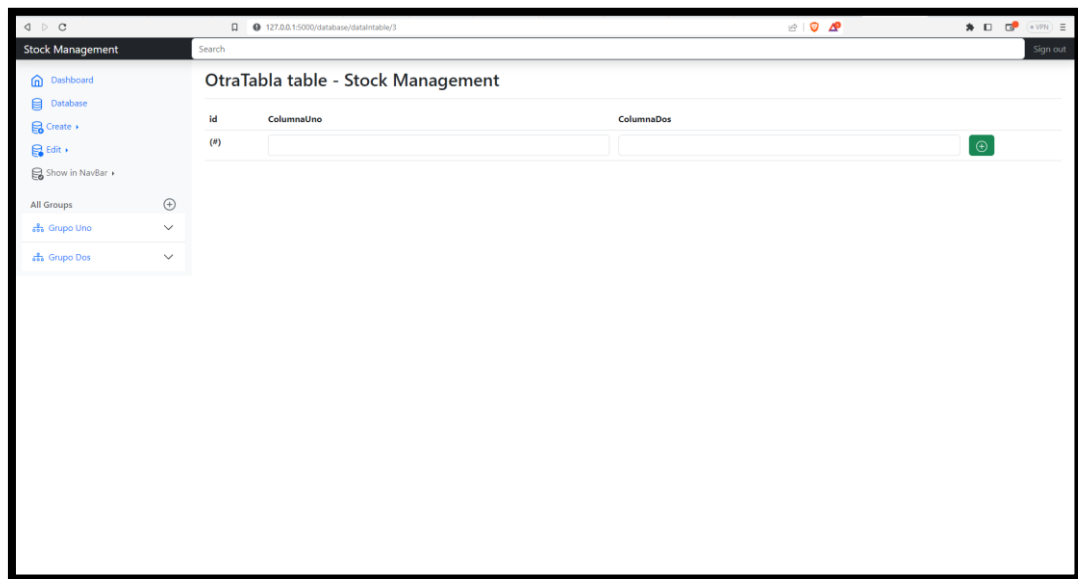 127.0.0.1:5000/database/dataIntable/3
VPN
Stock Management
Search
Sign out
Dashboard
Database
Create
Edit
Show in NavBar
All Groups
Grupo Uno
Grupo Dos
OtraTabla table - Stock Management
id ColumnaUno ColumnaDos
(#)